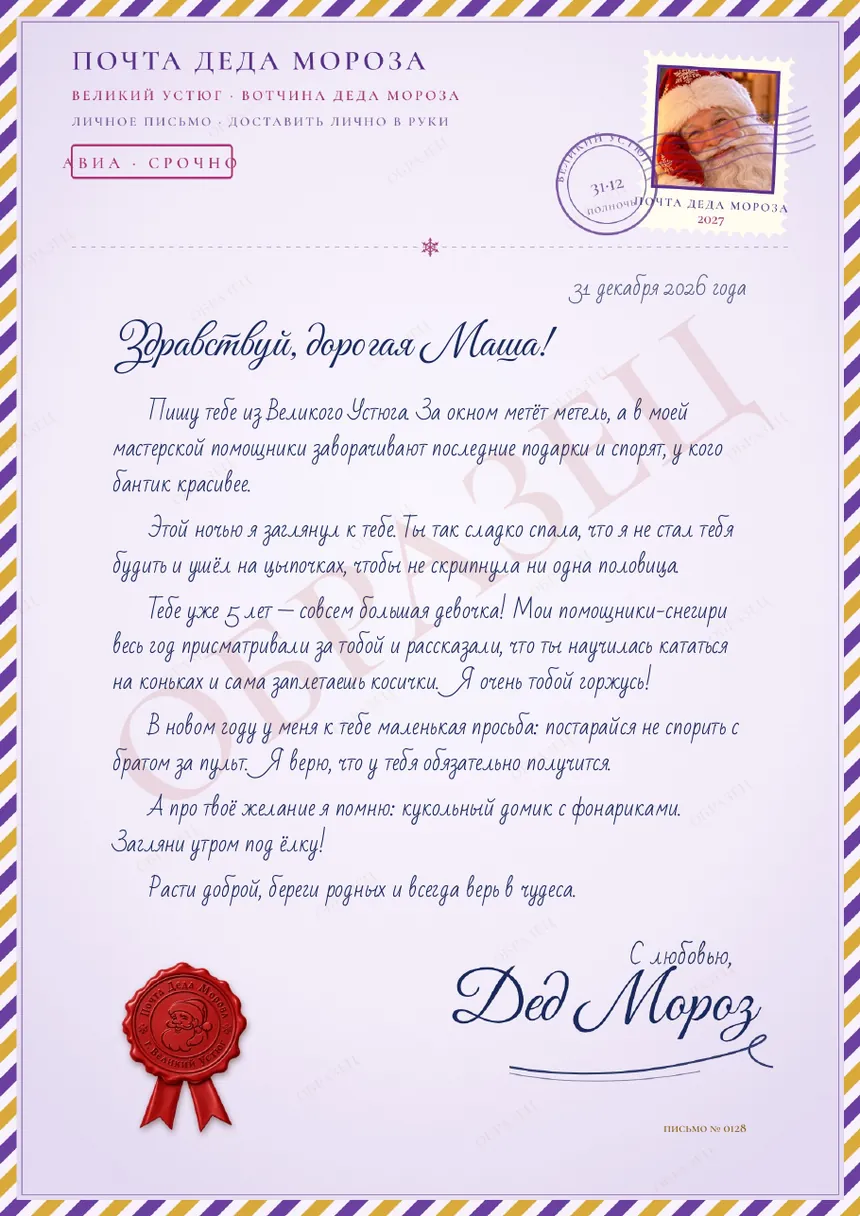 ПОЧТА ДЕДА МОРОЗА
ВЕЛИКИЙ УСТЮГ · ВОТЧИНА ДЕДА МОРОЗА
ЛИЧНОЕ ПИСЬМО · ДОСТАВИТЬ ЛИЧНО В РУКИ
АВИА · СРОЧНО
ВЕЛИКИЙ УСТЮГ
31·12
ПОЛНОЧЬ
ПОЧТА ДЕДА МОРОЗА
2027
31 декабря 2026 года
Здравствуй, дорогая Маша!
Пишу тебе из Великого Устюга. За окном метёт метель, а в моей
мастерской помощники заворачивают последние подарки и спорят, у кого
бантик красивее.
Этой ночью я заглянул к тебе. Ты так сладко спала, что я не стал тебя
будить и ушёл на цыпочках, чтобы не скрипнула ни одна половица.
Тебе уже 5 лет — совсем большая девочка! Мои помощники-снегири
весь год присматривали за тобой и рассказали, что ты научилась кататься
на коньках и сама заплетаешь косички. Я очень тобой горжусь!
В новом году у меня к тебе маленькая просьба: постарайся не спорить с
братом за пульт. Я верю, что у тебя обязательно получится.
А про твоё желание я помню: кукольный домик с фонариками.
Загляни утром под ёлку!
Расти доброй, береги родных и всегда верь в чудеса.
С любовью,
Дед Мороз
Почта Деда Мороза
г. Великий Устюг
ПИСЬМО № 0128
ОБРАЗЕЦ